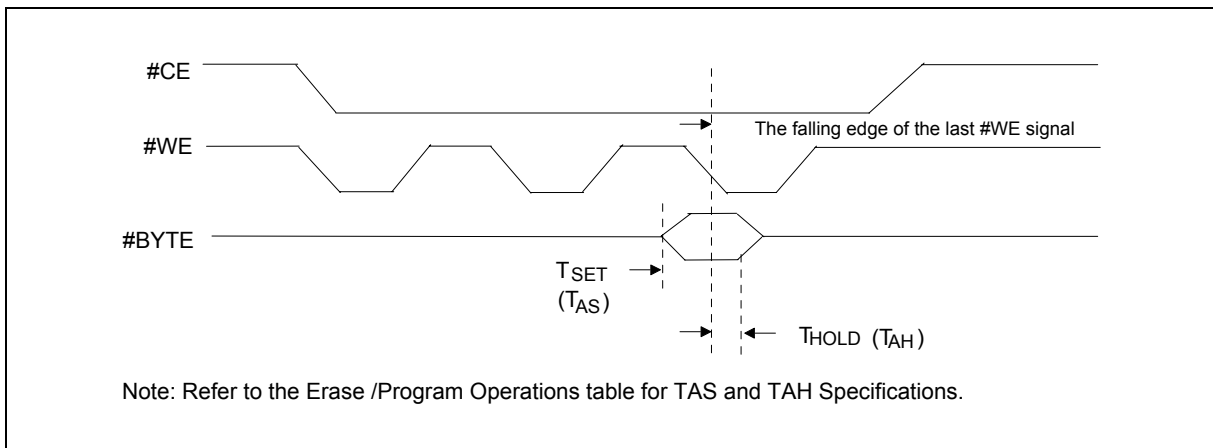 #CE
The falling edge of the last #WE signal
#WE
#BYTE
TSET
(TAS)
THOLD (TAH)
Note: Refer to the Erase /Program Operations table for TAS and TAH Specifications.